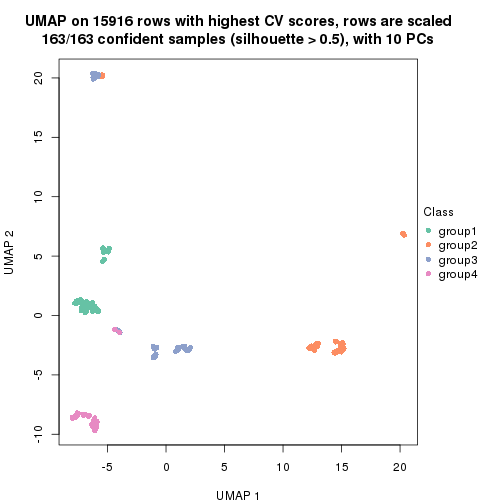 UMAP on 15916 rows with highest CV scores, rows are scaled
163/163 confident samples (silhouette > 0.5), with 10 PCs
20
15
10
5
0
-5
-10
UMAP 2
-5
0
5
10
15
20
UMAP 1
Class
group1
group2
group3
group4